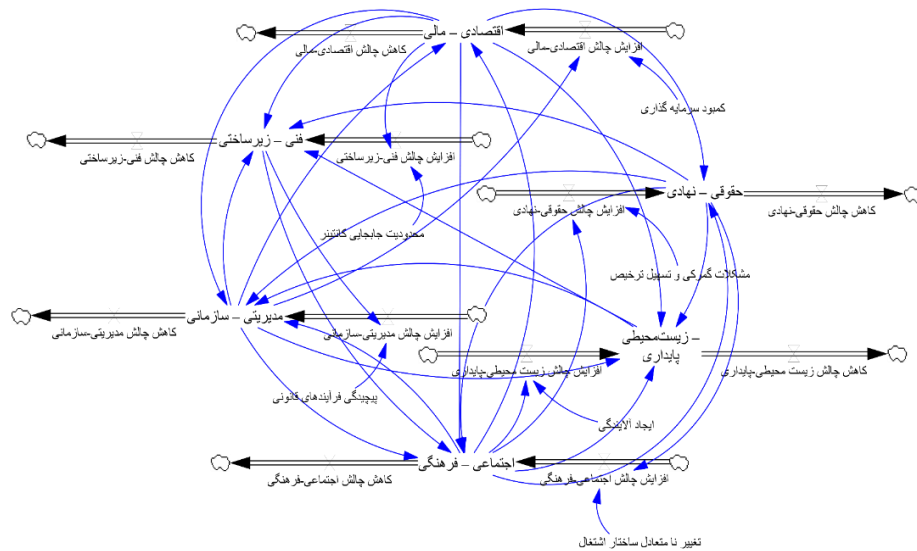 اقتصادی – مالی
افزایش چالش اقتصادی-مالی
کاهش چالش اقتصادی-مالی
کمبود سرمایه گذاری
فنی – زیرساختی
افزایش چالش فنی-زیرساختی
کاهش چالش فنی-زیرساختی
حقوقی – نهادی
کاهش چالش حقوقی-نهادی
افزایش چالش حقوقی-نهادی
محدودیت جابجایی کانتینر
مشکلات گمرکی و تسهیل ترخیص
مدیریتی – سازمانی
افزایش چالش مدیریتی-سازمانی
کاهش چالش مدیریتی-سازمانی
زیست‌محیطی –
پایداری
افزایش چالش زیست محیطی-پایداری
کاهش چالش زیست محیطی-پایداری
پیچیدگی فرآیندهای قانونی
ایجاد آلایندگی
اجتماعی – فرهنگی
افزایش چالش اجتماعی-فرهنگی
کاهش چالش اجتماعی-فرهنگی
تغییر نا متعادل ساختار اشتغال